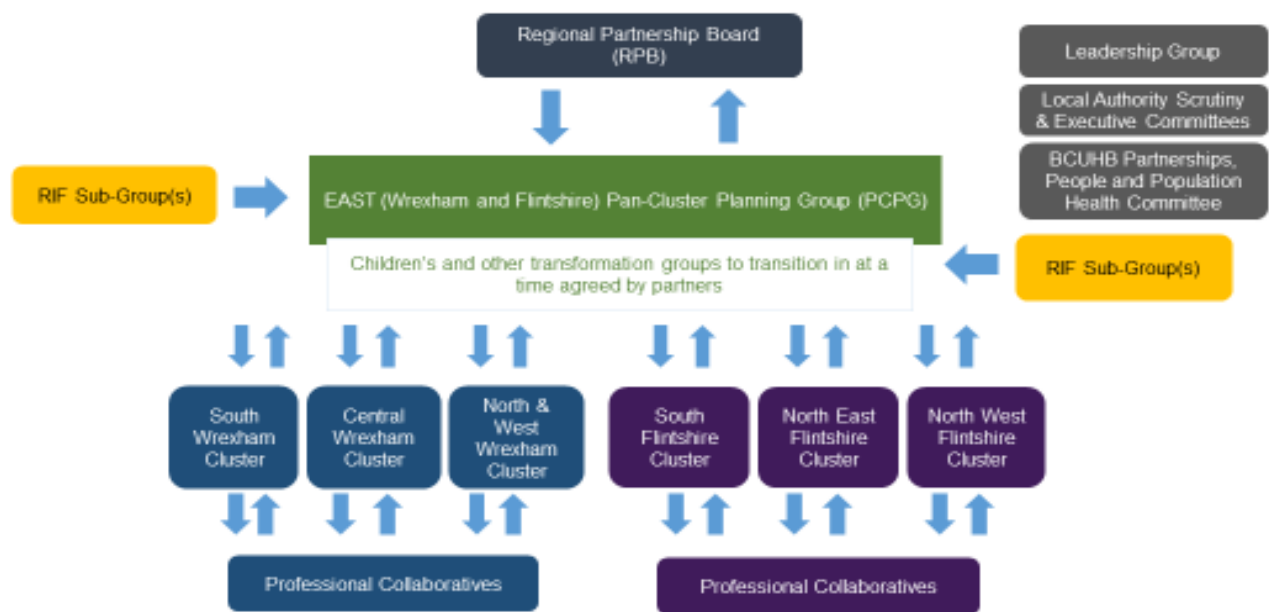 Regional Partnership Board
(RPB)
Leadership Group
Local Authority Scrutiny
& Executive Committees
BCUHB Partnerships,
People and Population
Health Committee
RIF Sub-Group(s)
EAST (Wrexham and Flintshire) Pan-Cluster Planning Group (PCPG)
Children's and other transformation groups to transition in at a
time agreed by partners
RIF Sub-Group(s)
South
Wrexham
Cluster
Central
Wrexham
Cluster
North &
West
Wrexham
Cluster
South
Flintshire
Cluster
North East
Flintshire
Cluster
North West
Flintshire
Cluster
Professional Collaboratives
Professional Collaboratives